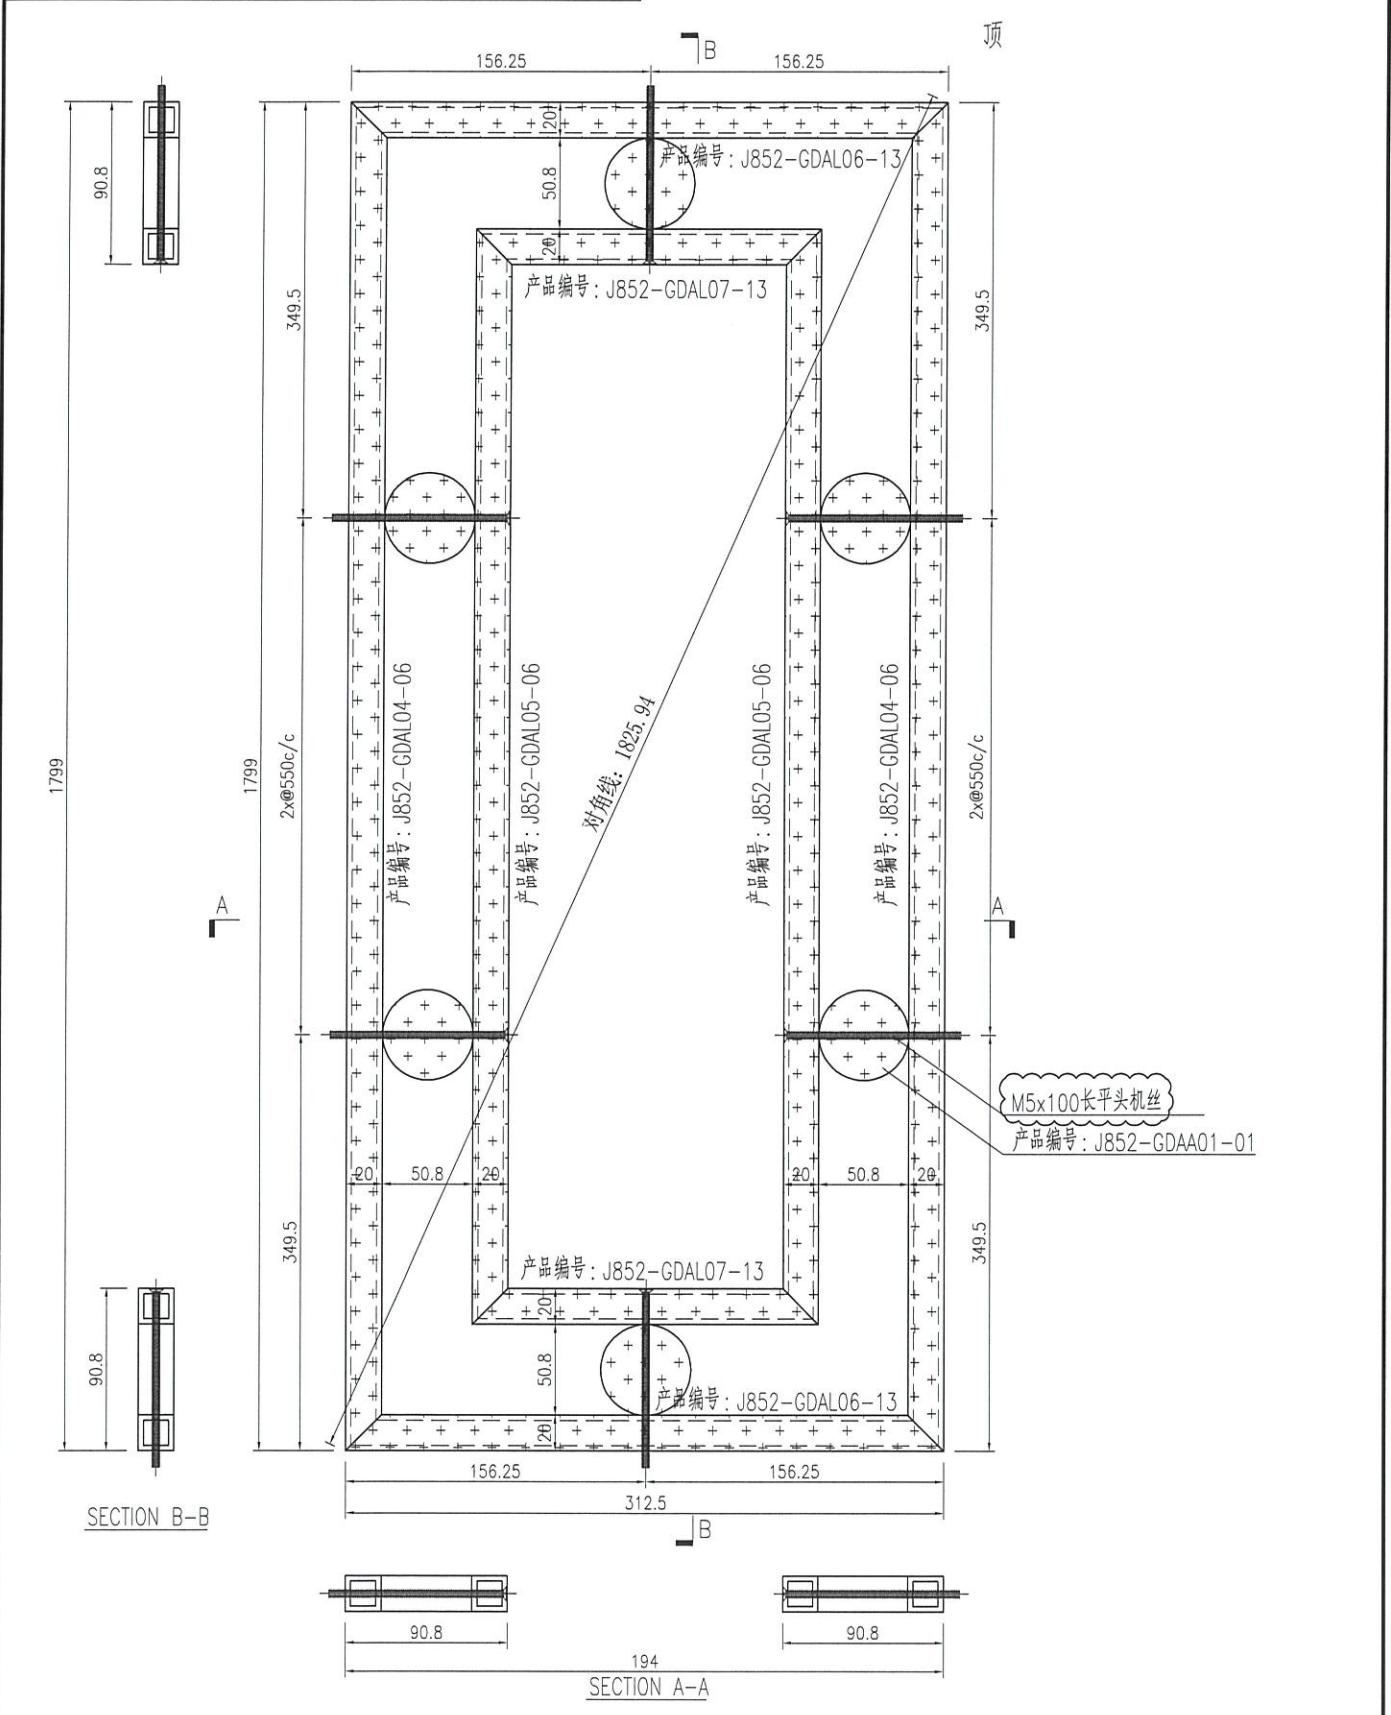 顶
B
156.25
156.25
20
产品编号: J852-GDAL06-13
90.8
50.8
20
产品编号: J852-GDAL07-13
349.5
349.5
产品编号: J852-GDAL04-06
产品编号: J852-GDAL05-06
对角线: 1825.94
产品编号: J852-GDAL05-06
产品编号: J852-GDAL04-06
1799
1799
2x@550c/c
2x@550c/c
A
A
M5x100长平头机丝
产品编号: J852-GDAA01-01
20
50.8
20
20
50.8
20
349.5
349.5
产品编号: J852-GDAL07-13
20
90.8
50.8
产品编号: J852-GDAL06-13
20
156.25
156.25
312.5
SECTION B-B
B
90.8
90.8
194
SECTION A-A